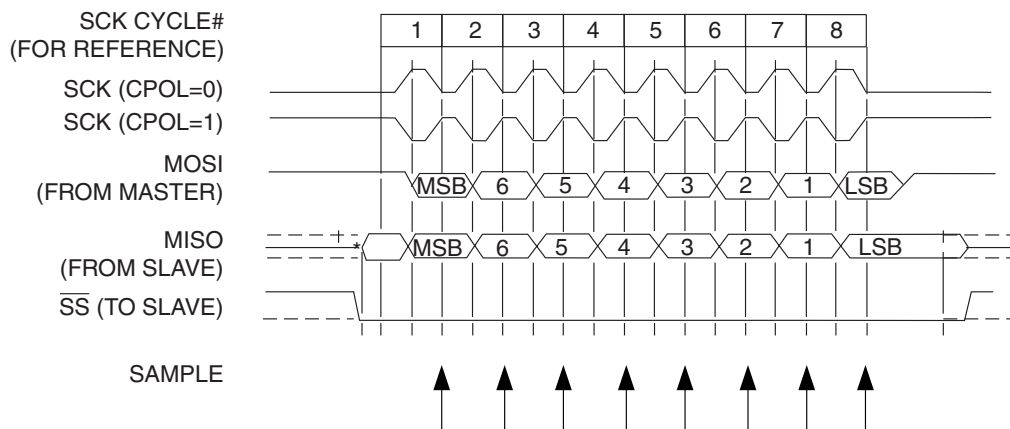 SCK CYCLE#
(FOR REFERENCE)
1 2 3 4 5 6 7 8
SCK (CPOL=0)
SCK (CPOL=1)
MOSI
(FROM MASTER)
MSB 6 5 4 3 2 1 LSB
MISO
(FROM SLAVE)
* MSB 6 5 4 3 2 1 LSB
SS (TO SLAVE)
SAMPLE